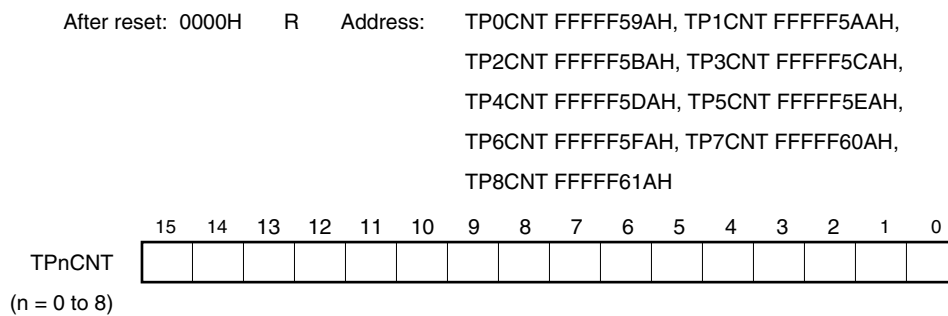 After reset: 0000H R Address: TP0CNT FFFFF59AH, TP1CNT FFFFF5AAH,
TP2CNT FFFFF5BAH, TP3CNT FFFFF5CAH,
TP4CNT FFFFF5DAH, TP5CNT FFFFF5EAH,
TP6CNT FFFFF5FAH, TP7CNT FFFFF60AH,
TP8CNT FFFFF61AH
15 14 13 12 11 10 9 8 7 6 5 4 3 2 1 0
TPnCNT
(n = 0 to 8)